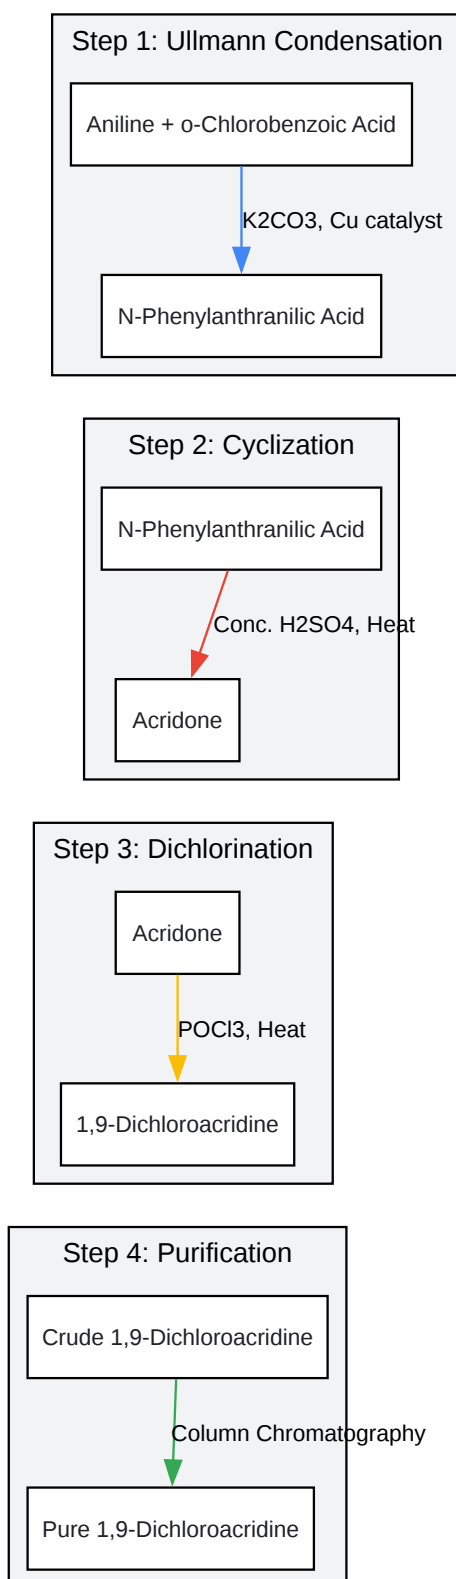 Step 1: Ullmann Condensation
Aniline + o-Chlorobenzoic Acid
K2CO3, Cu catalyst
N-Phenylanthranilic Acid
Step 2: Cyclization
N-Phenylanthranilic Acid
Conc. H2SO4, Heat
Acridone
Step 3: Dichlorination
Acridone
POCl3, Heat
1,9-Dichloroacridine
Step 4: Purification
Crude 1,9-Dichloroacridine
Column Chromatography
Pure 1,9-Dichloroacridine